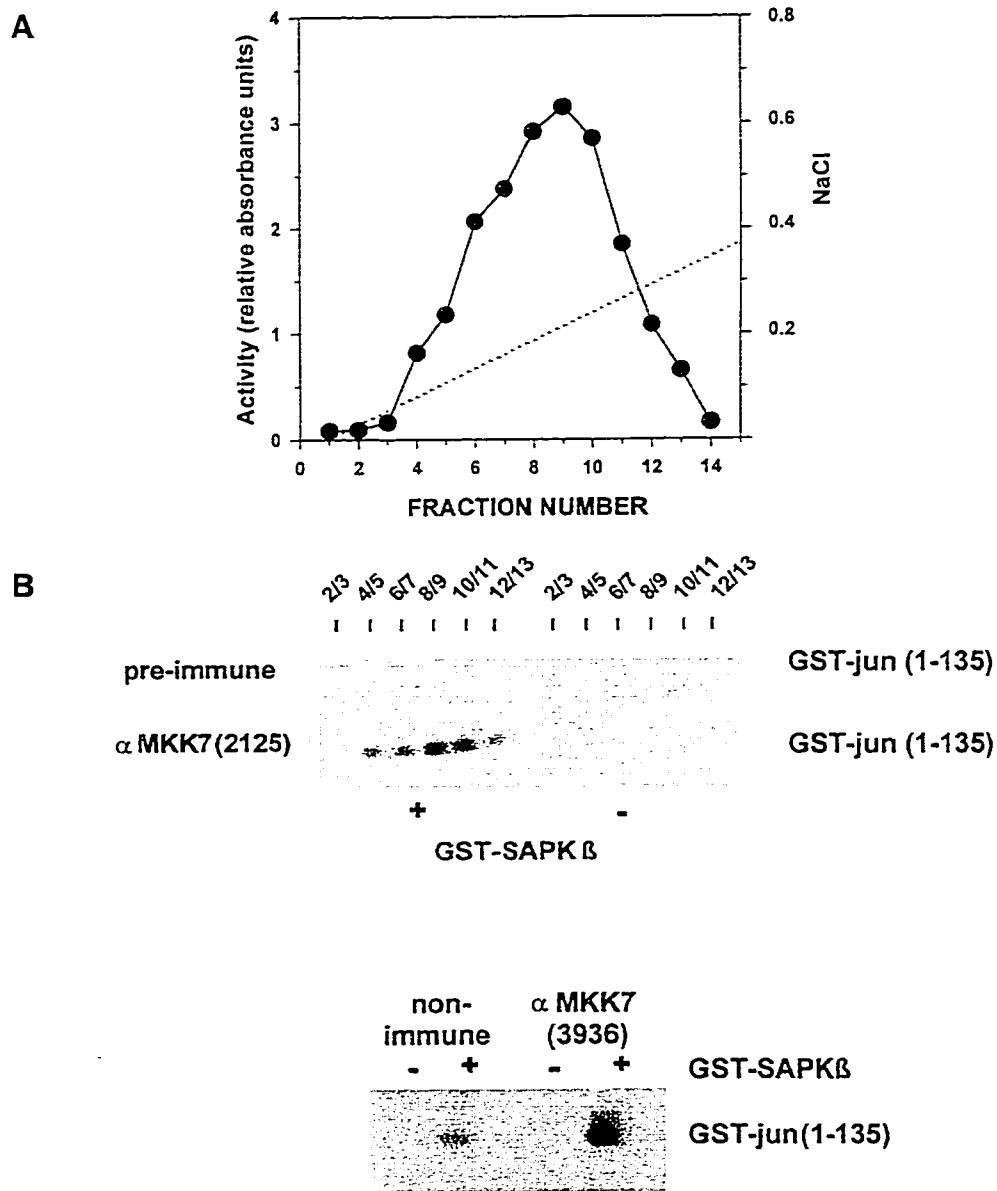 A
4
3
2
1
0
Activity (relative absorbance units)
0.8
0.6
0.4
0.2
NaCl
0 2 4 6 8 10 12 14
FRACTION NUMBER
B
2/3 4/5 6/7 8/9 10/11 12/13 2/3 4/5 6/7 8/9 10/11 12/13
pre-immune GST-jun (1-135)
α MKK7(2125) GST-jun (1-135)
+ -
GST-SAPK ß
non-immune α MKK7 (3936)
- + - + GST-SAPKß
GST-jun(1-135)